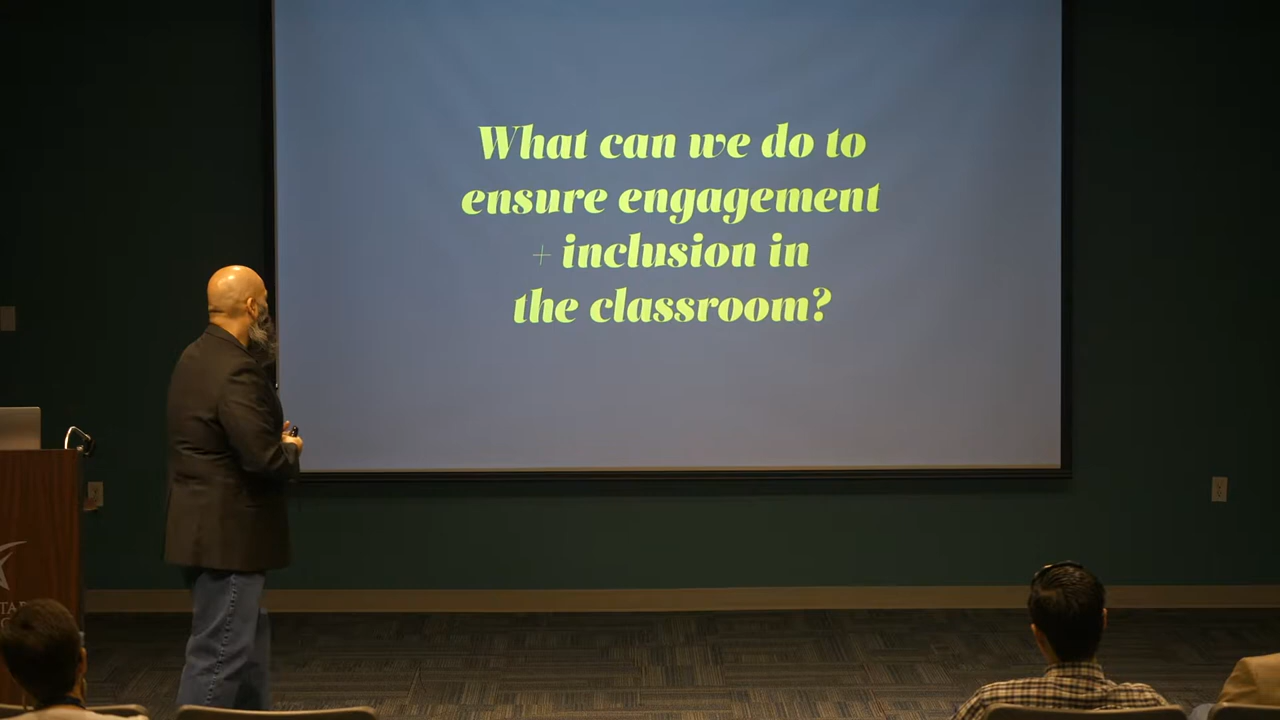 What can we do to
ensure engagement
+ inclusion in
the classroom?